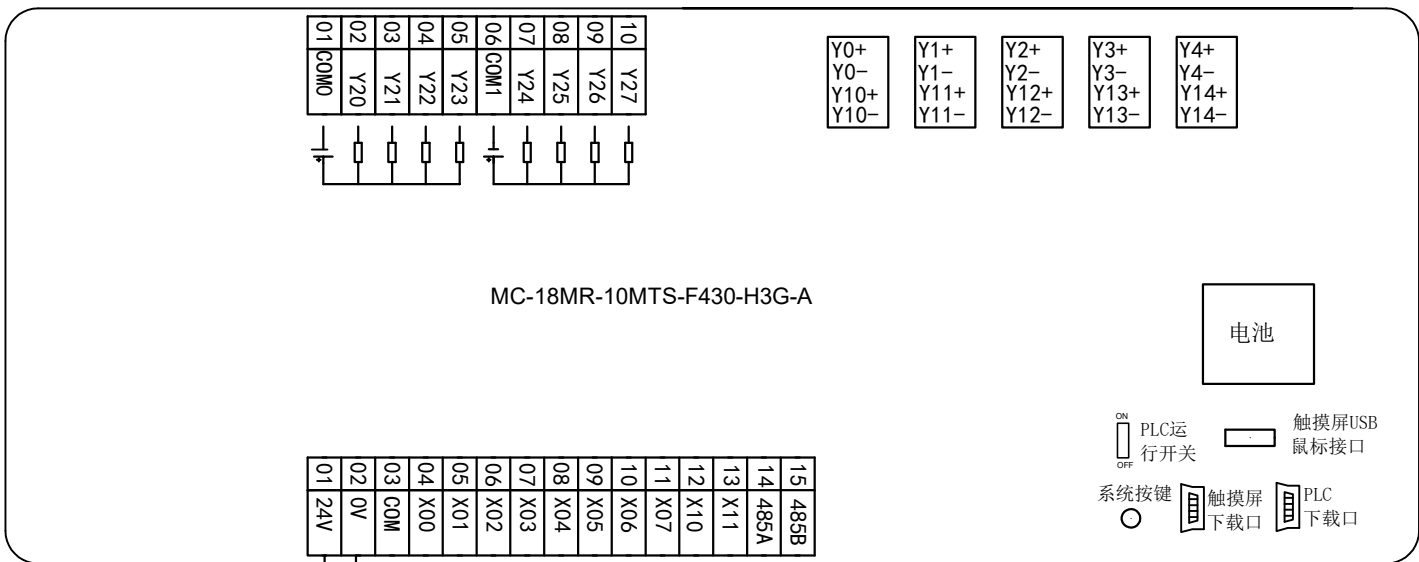 01 02 03 04 05 06 07 08 09 10
COM0 Y20 Y21 Y22 Y23 COM1 Y24 Y25 Y26 Y27
Y0+ Y1+ Y2+ Y3+ Y4+
Y0- Y1- Y2- Y3- Y4-
Y10+ Y11+ Y12+ Y13+ Y14+
Y10- Y11- Y12- Y13- Y14-
MC-18MR-10MTS-F430-H3G-A
电池
ON
PLC运
行开关
OFF
触摸屏USB
鼠标接口
系统按键
触摸屏
下载口
PLC
下载口
01 02 03 04 05 06 07 08 09 10 11 12 13 14 15
24V 0V COM X00 X01 X02 X03 X04 X05 X06 X07 X10 X11 485A 485B